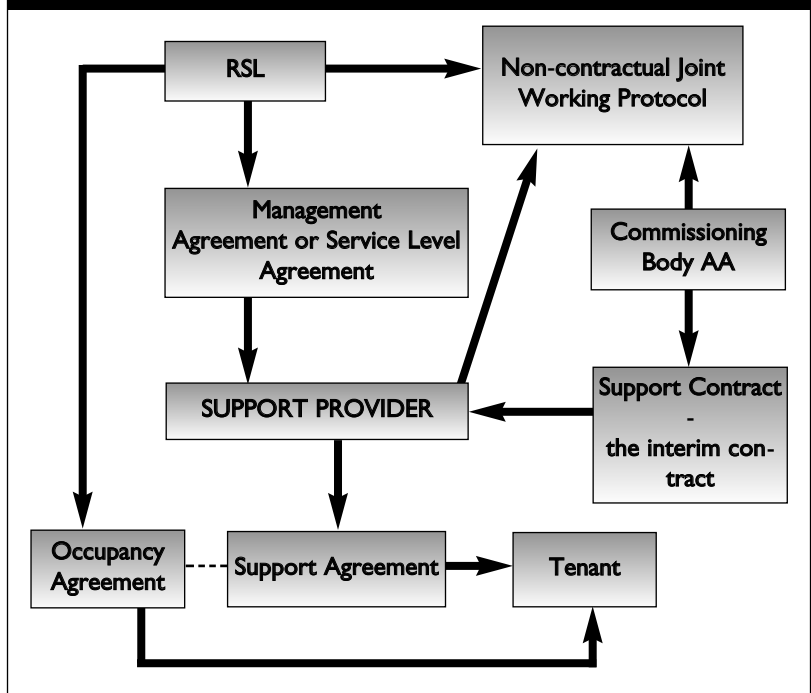 RSL
Non-contractual Joint
Working Protocol
Management
Agreement or Service Level
Agreement
Commissioning
Body AA
SUPPORT PROVIDER
Support Contract
-
the interim con-
tract
Occupancy
Agreement
Support Agreement
Tenant